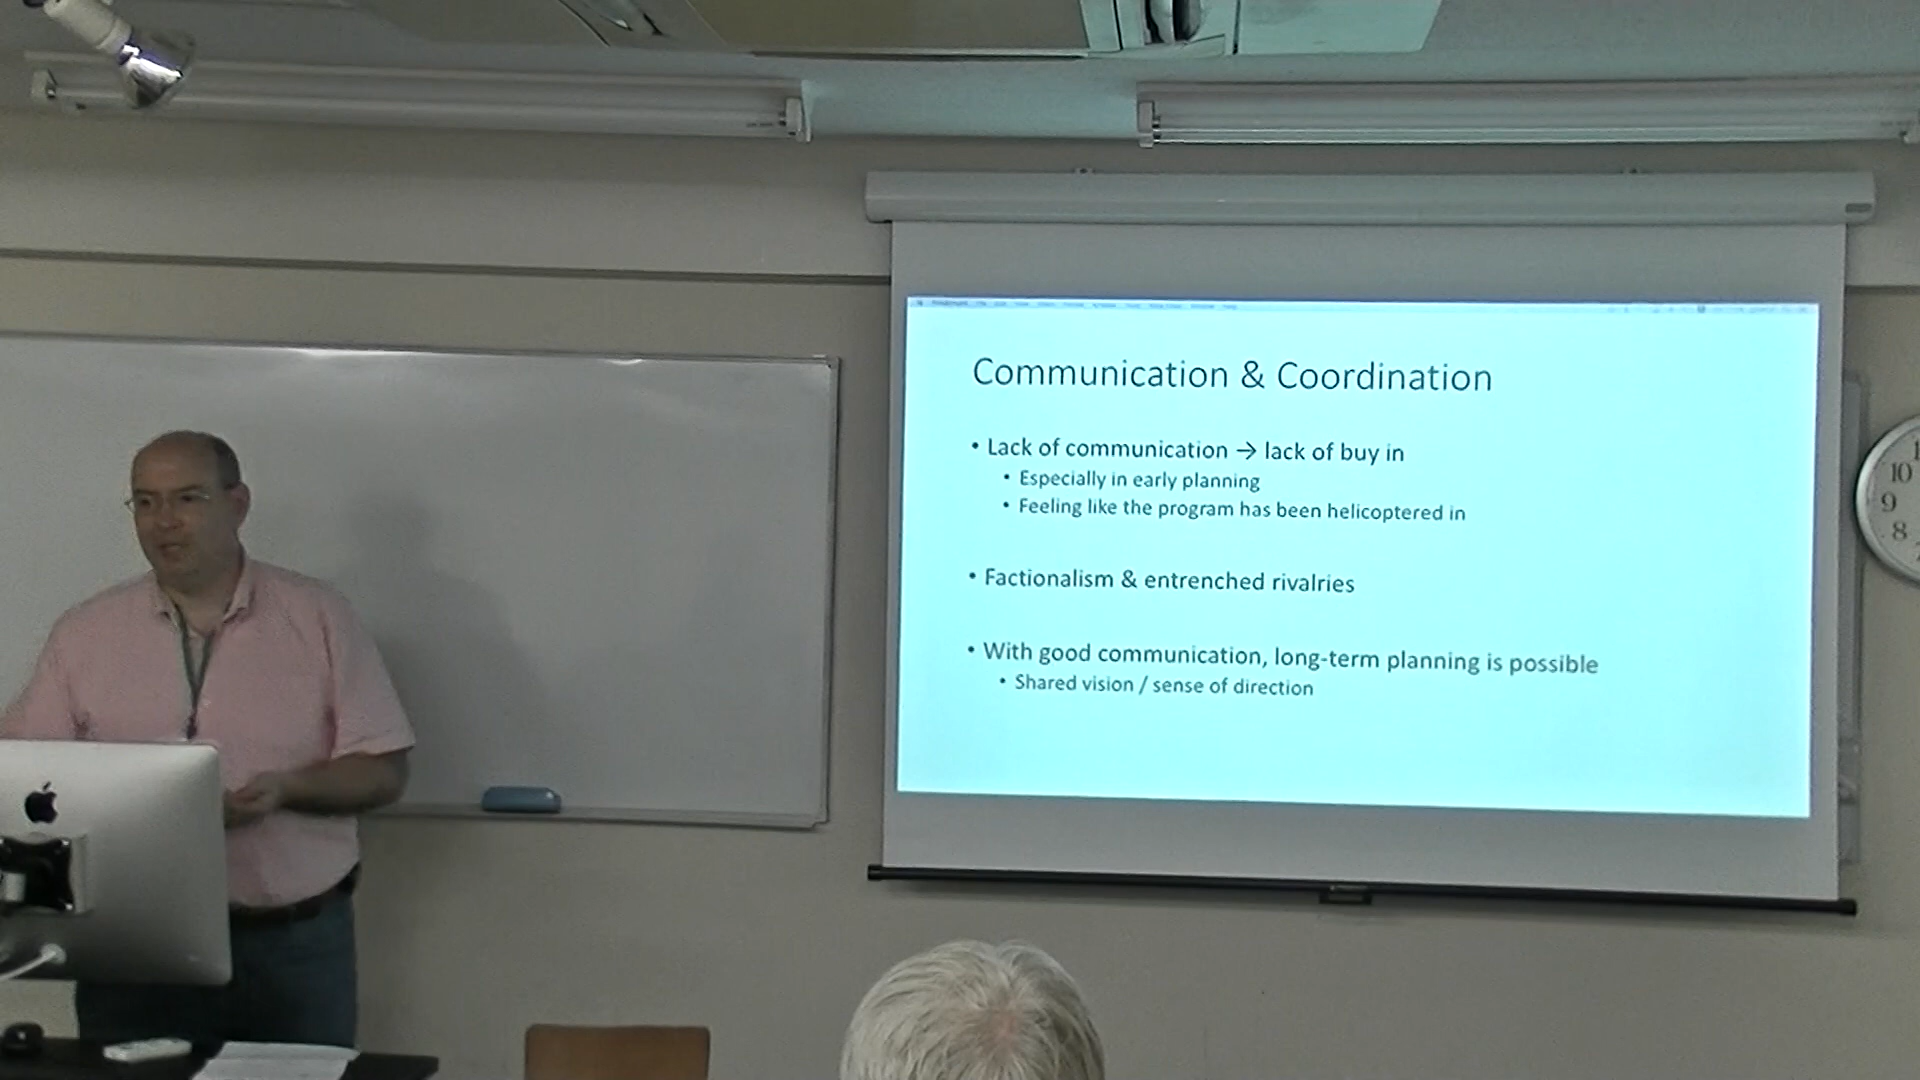 Communication & Coordination
• Lack of communication → lack of buy in
• Especially in early planning
• Feeling like the program has been helicoptered in
• Factionalism & entrenched rivalries
• With good communication, long-term planning is possible
• Shared vision / sense of direction
10
9
8